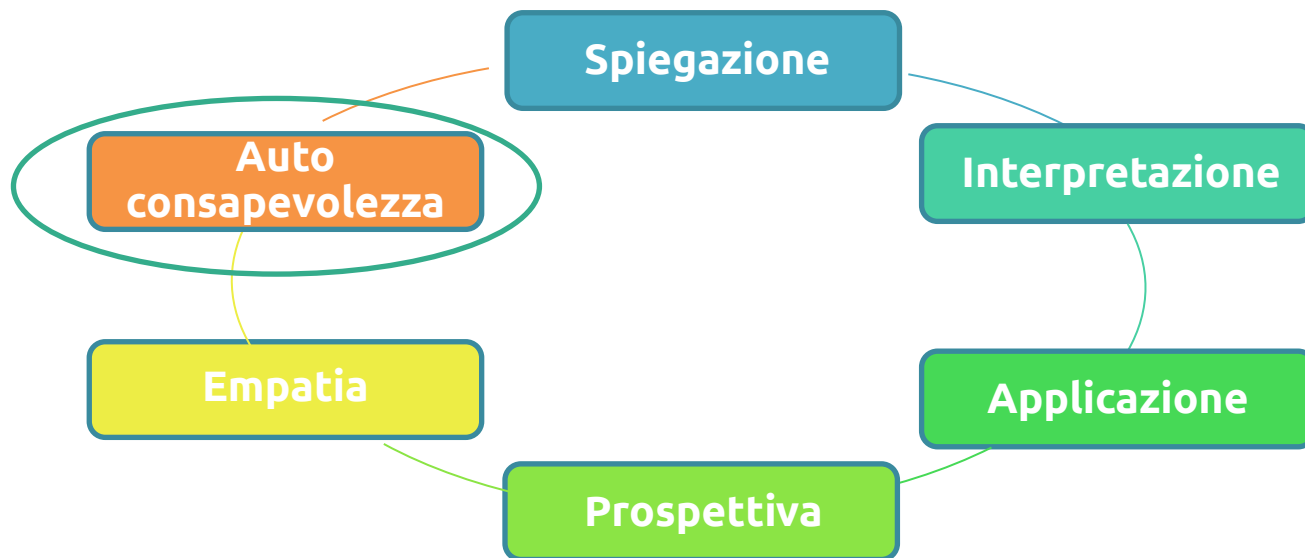 Spiegazione
Auto
consapevolezza
Interpretazione
Empatia
Applicazione
Prospettiva